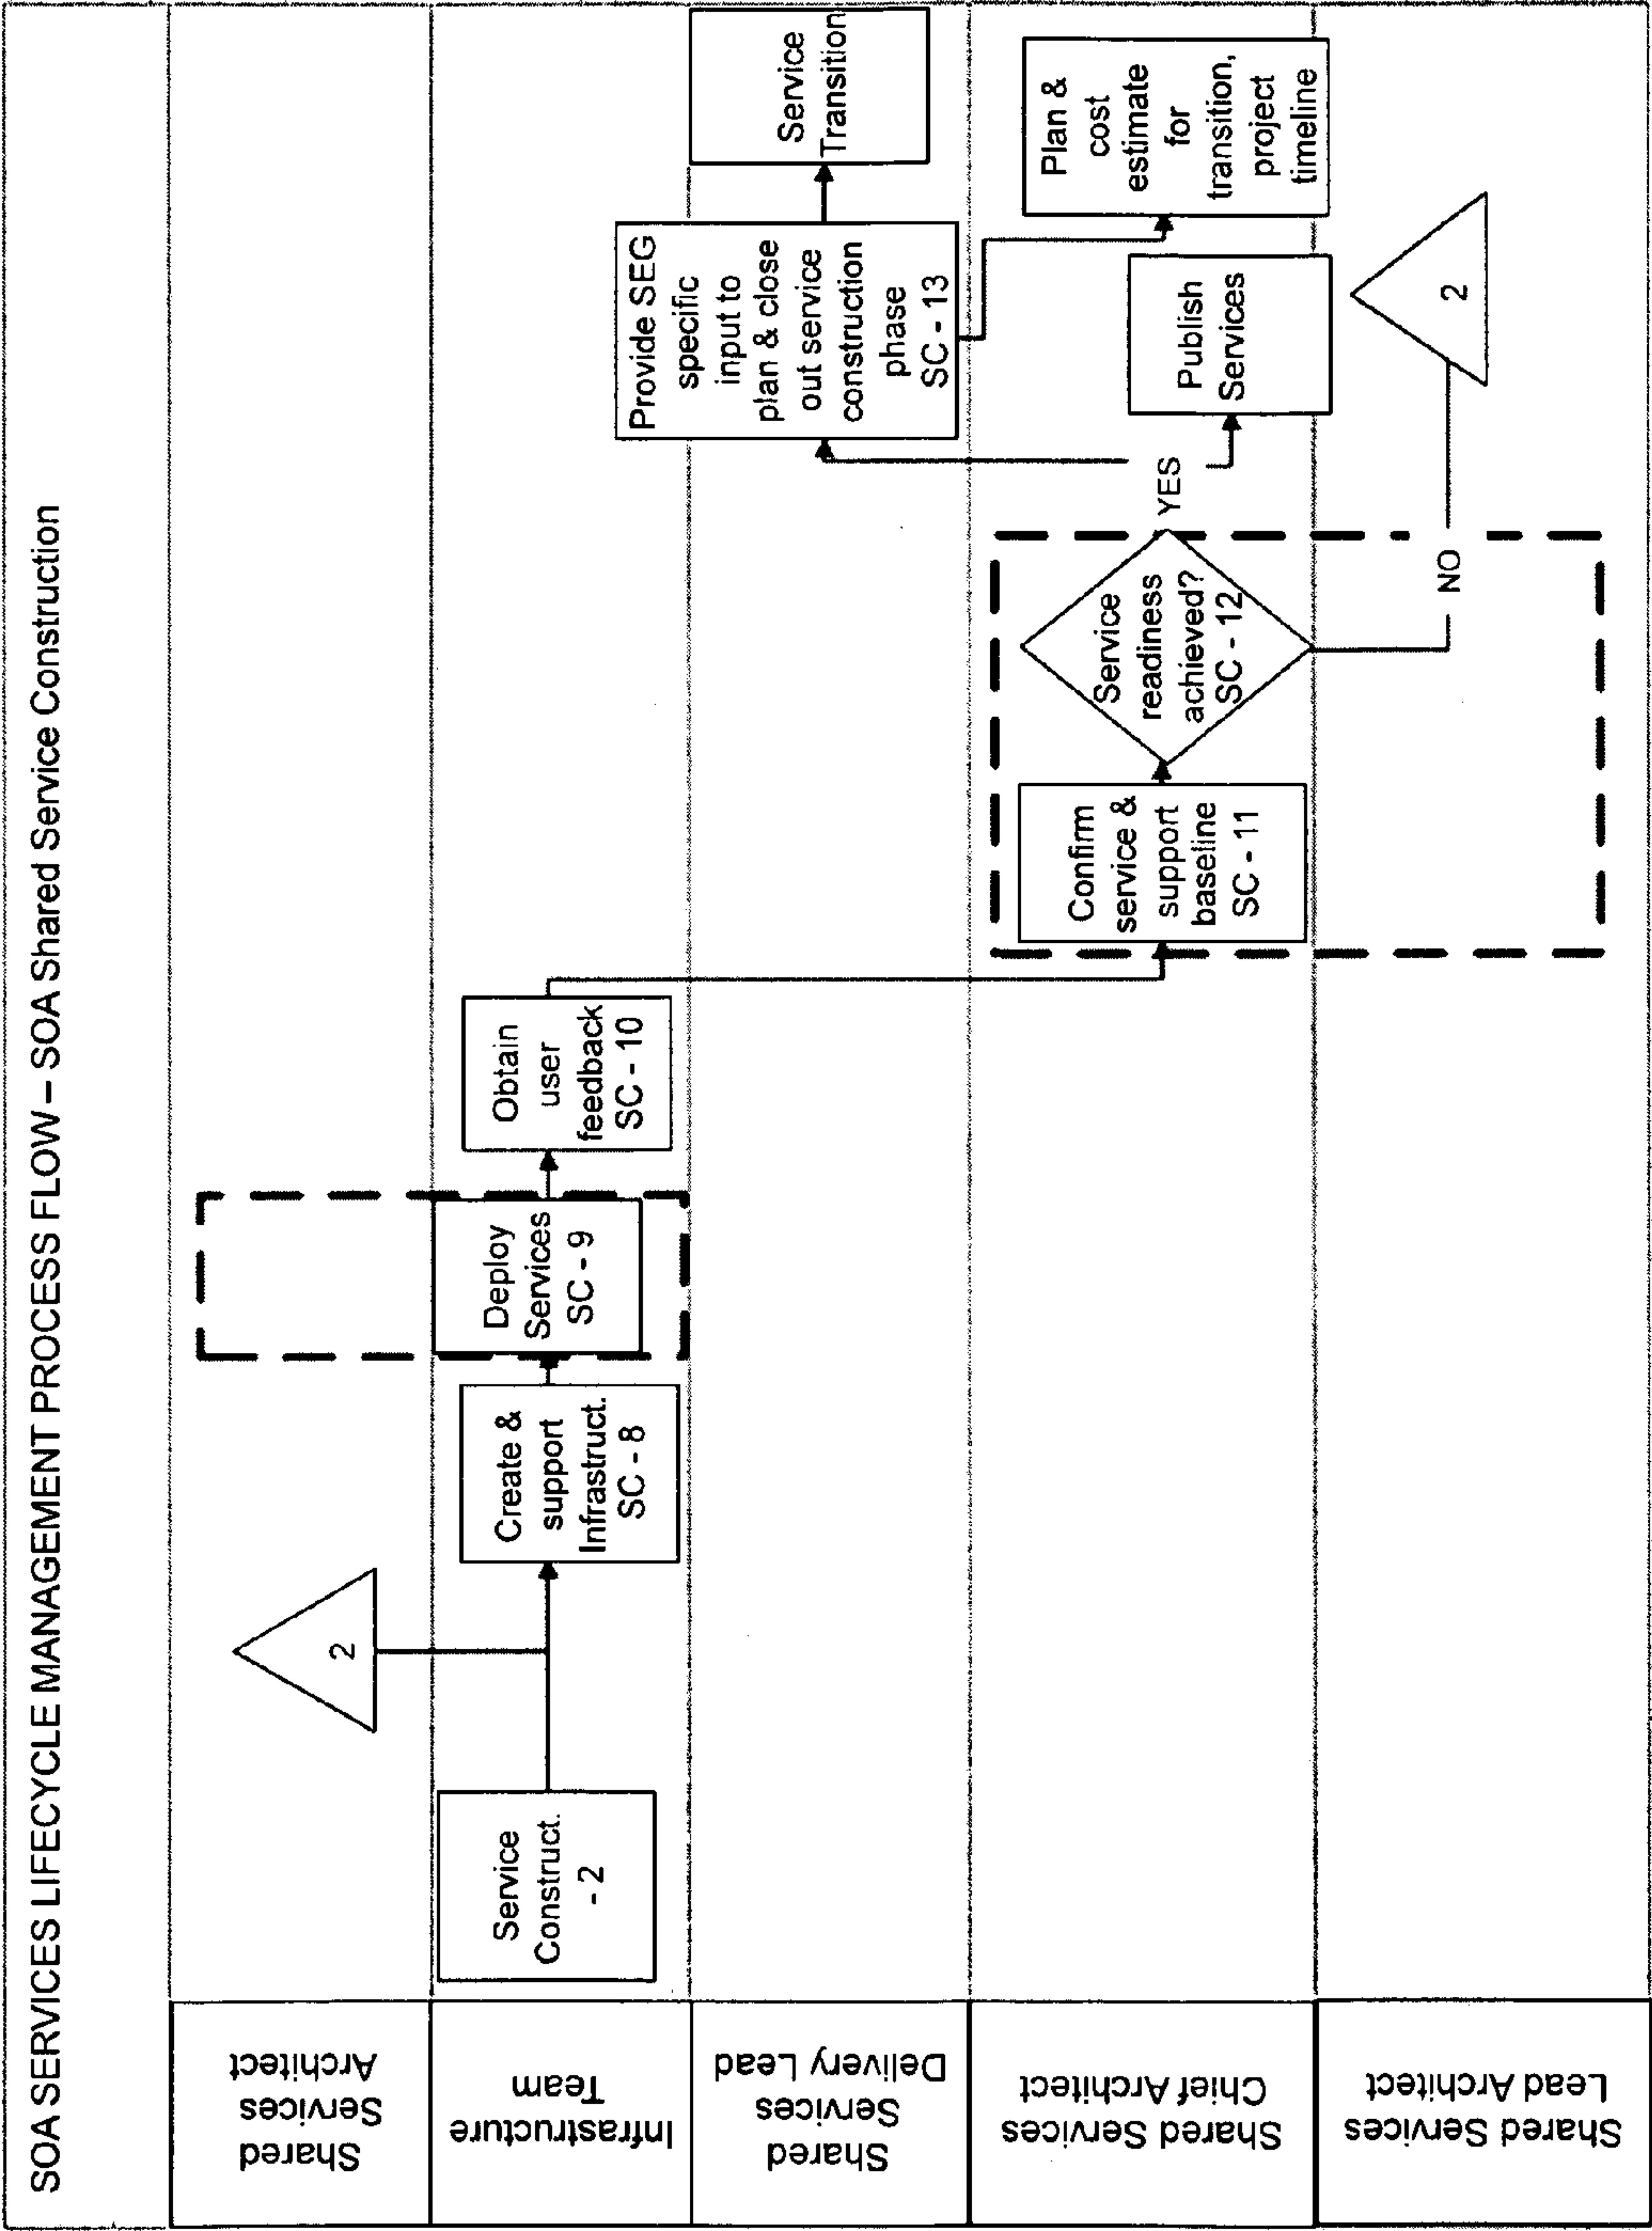 SOA SERVICES LIFECYCLE MANAGEMENT PROCESS FLOW – SOA Shared Service Construction
Shared
Services
Architect
2
Infrastructure
Team
Service
Construct.
- 2
Create &
support
Infrastruct.
SC - 8
Deploy
Services
SC - 9
Obtain
user
feedback
SC - 10
Shared
Services
Delivery Lead
Provide SEG
specific
input to
plan & close
out service
construction
phase
SC - 13
Service
Transition
Shared Services
Chief Architect
Confirm
service &
support
baseline
SC - 11
Service
readiness
achieved?
SC - 12
YES
Publish
Services
Plan &
cost
estimate
for
transition,
project
timeline
Shared Services
Lead Architect
NO
2